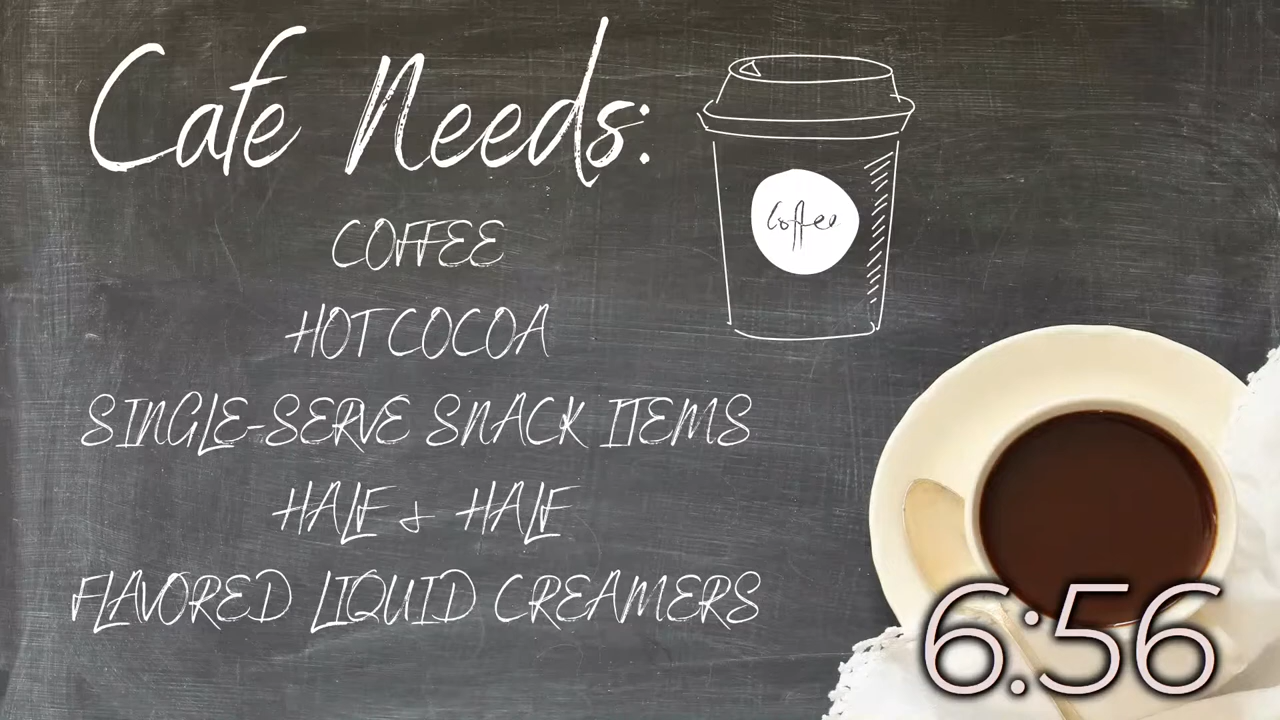 Cafe Needs:
Coffee
COFFEE
HOT COCOA
SINGLE-SERVE SNACK ITEMS
HALF & HALF
FLAVORED LIQUID CREAMERS
6:56